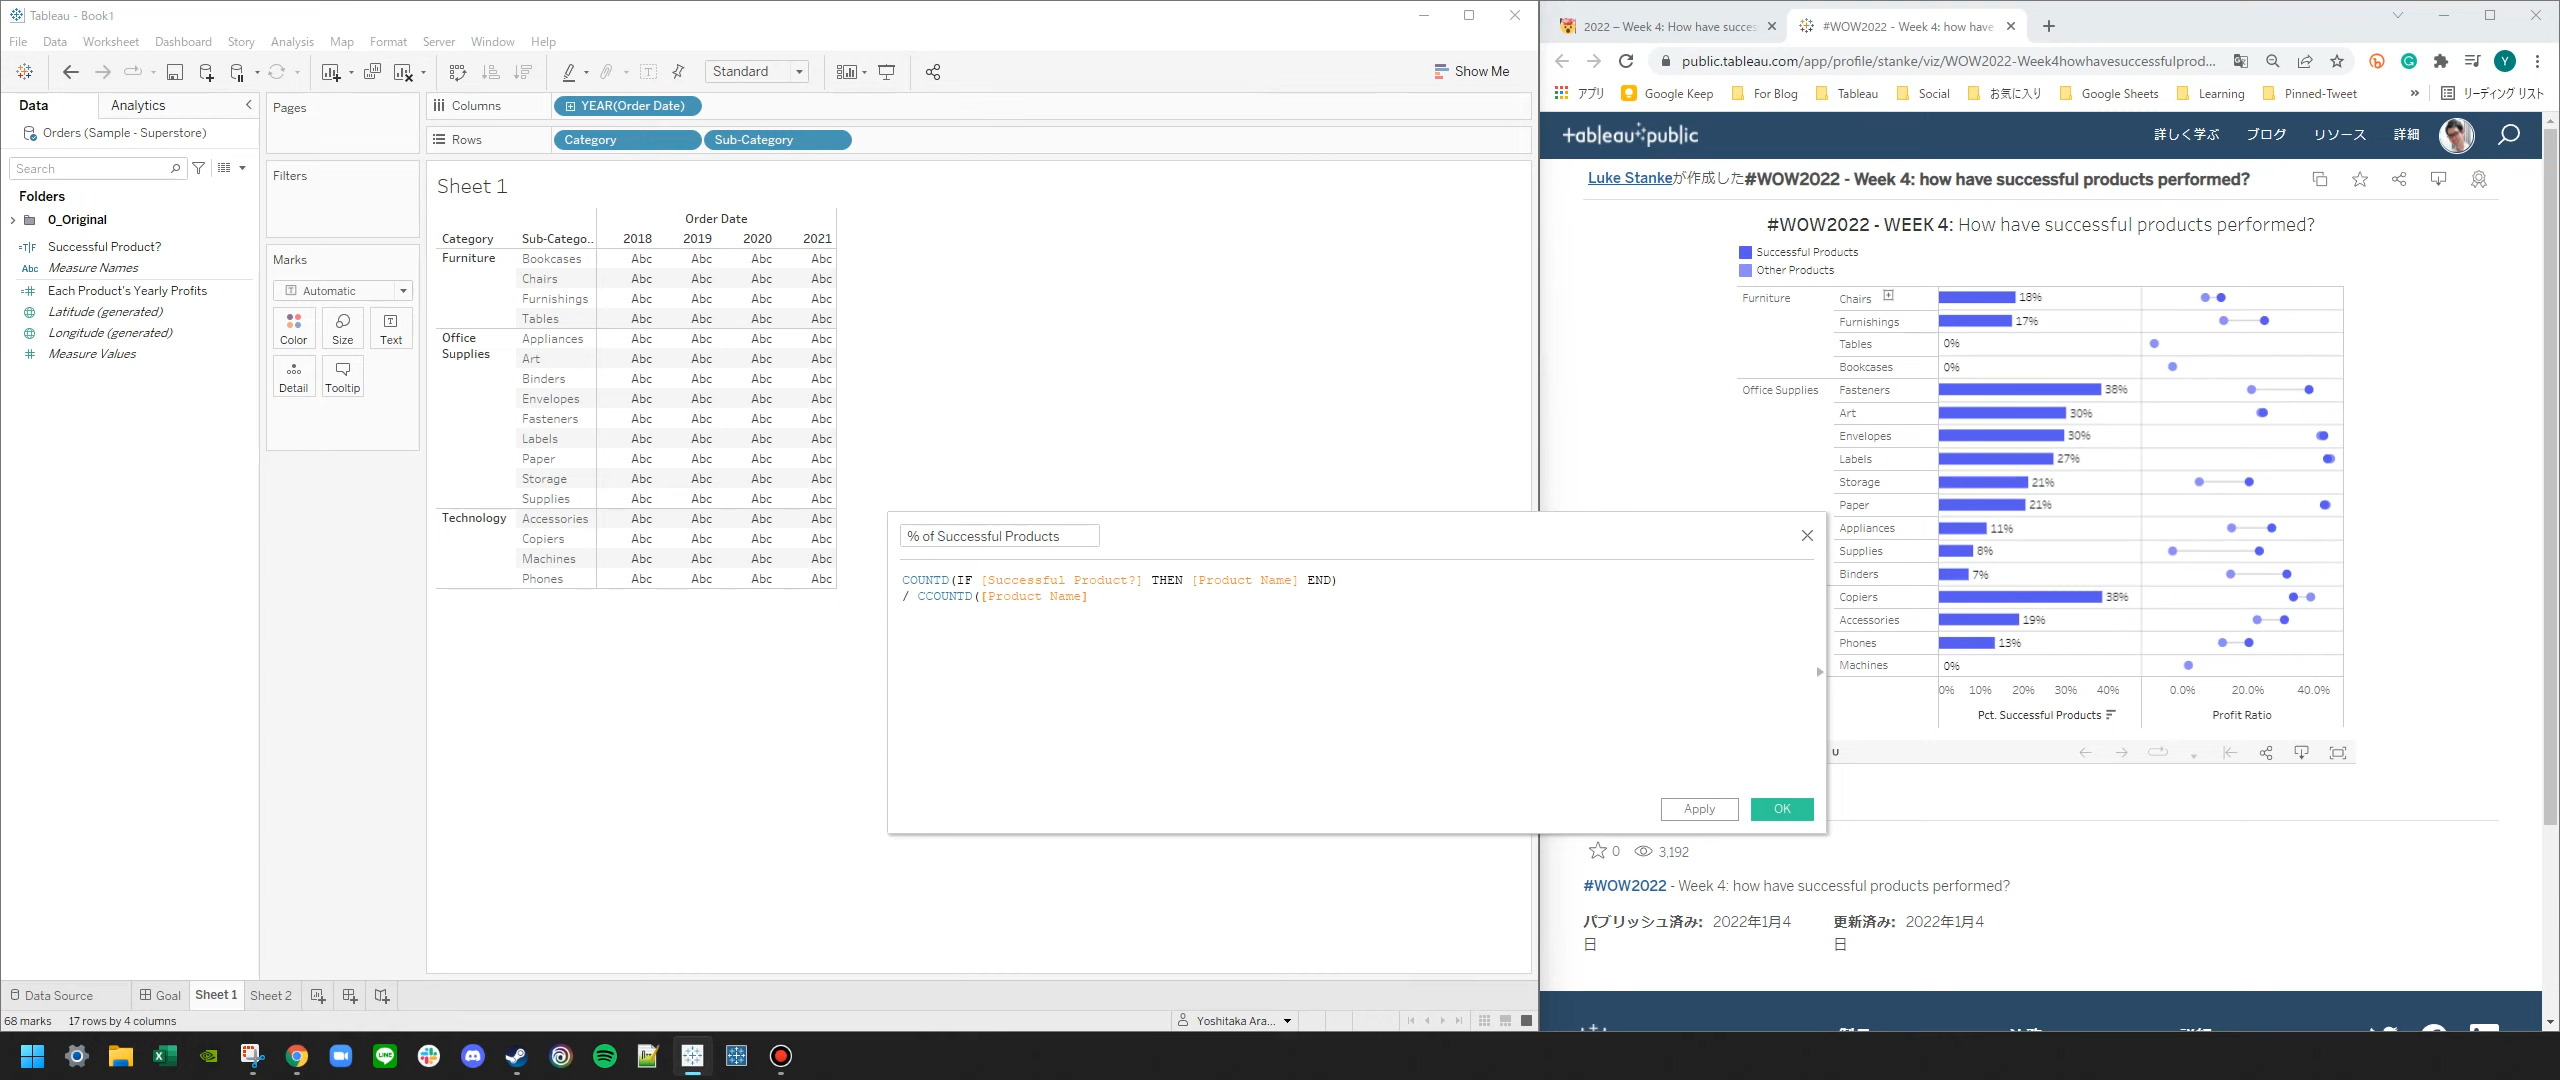 Tableau - Book1
File Data Worksheet Dashboard Story Analysis Map Format Server Window Help
Standard
Show Me
Data Analytics
Orders (Sample - Superstore)
Search
Folders
0_Original
=T|F Successful Product?
Abc Measure Names
Each Product's Yearly Profits
Latitude (generated)
Longitude (generated)
Measure Values
Pages
Filters
Marks
Automatic
Color Size Text
Detail Tooltip
Columns YEAR(Order Date)
Rows Category Sub-Category
Sheet 1
Order Date
Category Sub-Catego.. 2018 2019 2020 2021
Furniture Bookcases Abc Abc Abc Abc
Chairs Abc Abc Abc Abc
Furnishings Abc Abc Abc Abc
Tables Abc Abc Abc Abc
Office Supplies Appliances Abc Abc Abc Abc
Art Abc Abc Abc Abc
Binders Abc Abc Abc Abc
Envelopes Abc Abc Abc Abc
Fasteners Abc Abc Abc Abc
Labels Abc Abc Abc Abc
Paper Abc Abc Abc Abc
Storage Abc Abc Abc Abc
Supplies Abc Abc Abc Abc
Technology Accessories Abc Abc Abc Abc
Copiers Abc Abc Abc Abc
Machines Abc Abc Abc Abc
Phones Abc Abc Abc Abc
% of Successful Products
COUNTD(IF [Successful Product?] THEN [Product Name] END)
/ CCOUNTD([Product Name]
Apply OK
Data Source Goal Sheet 1 Sheet 2
68 marks 17 rows by 4 columns
Yoshitaka Ara...
2022 – Week 4: How have succes
#WOW2022 - Week 4: how have
public.tableau.com/app/profile/stanke/viz/WOW2022-Week4howhavesuccessfulprod...
アプリ Google Keep For Blog Tableau Social お気に入り Google Sheets Learning Pinned-Tweet » リーディング リスト
+ableau public
詳しく学ぶ ブログ リソース 詳細
Luke Stankeが作成した#WOW2022 - Week 4: how have successful products performed?
#WOW2022 - WEEK 4: How have successful products performed?
Successful Products
Other Products
Furniture Chairs 18%
Furnishings 17%
Tables 0%
Bookcases 0%
Office Supplies Fasteners 38%
Art 30%
Envelopes 30%
Labels 27%
Storage 21%
Paper 21%
Appliances 11%
Supplies 8%
Binders 7%
Copiers 38%
Accessories 19%
Phones 13%
Machines 0%
0% 10% 20% 30% 40% 0.0% 20.0% 40.0%
Pct. Successful Products Profit Ratio
0 3,192
#WOW2022 - Week 4: how have successful products performed?
パブリッシュ済み: 2022年1月4日
更新済み: 2022年1月4日